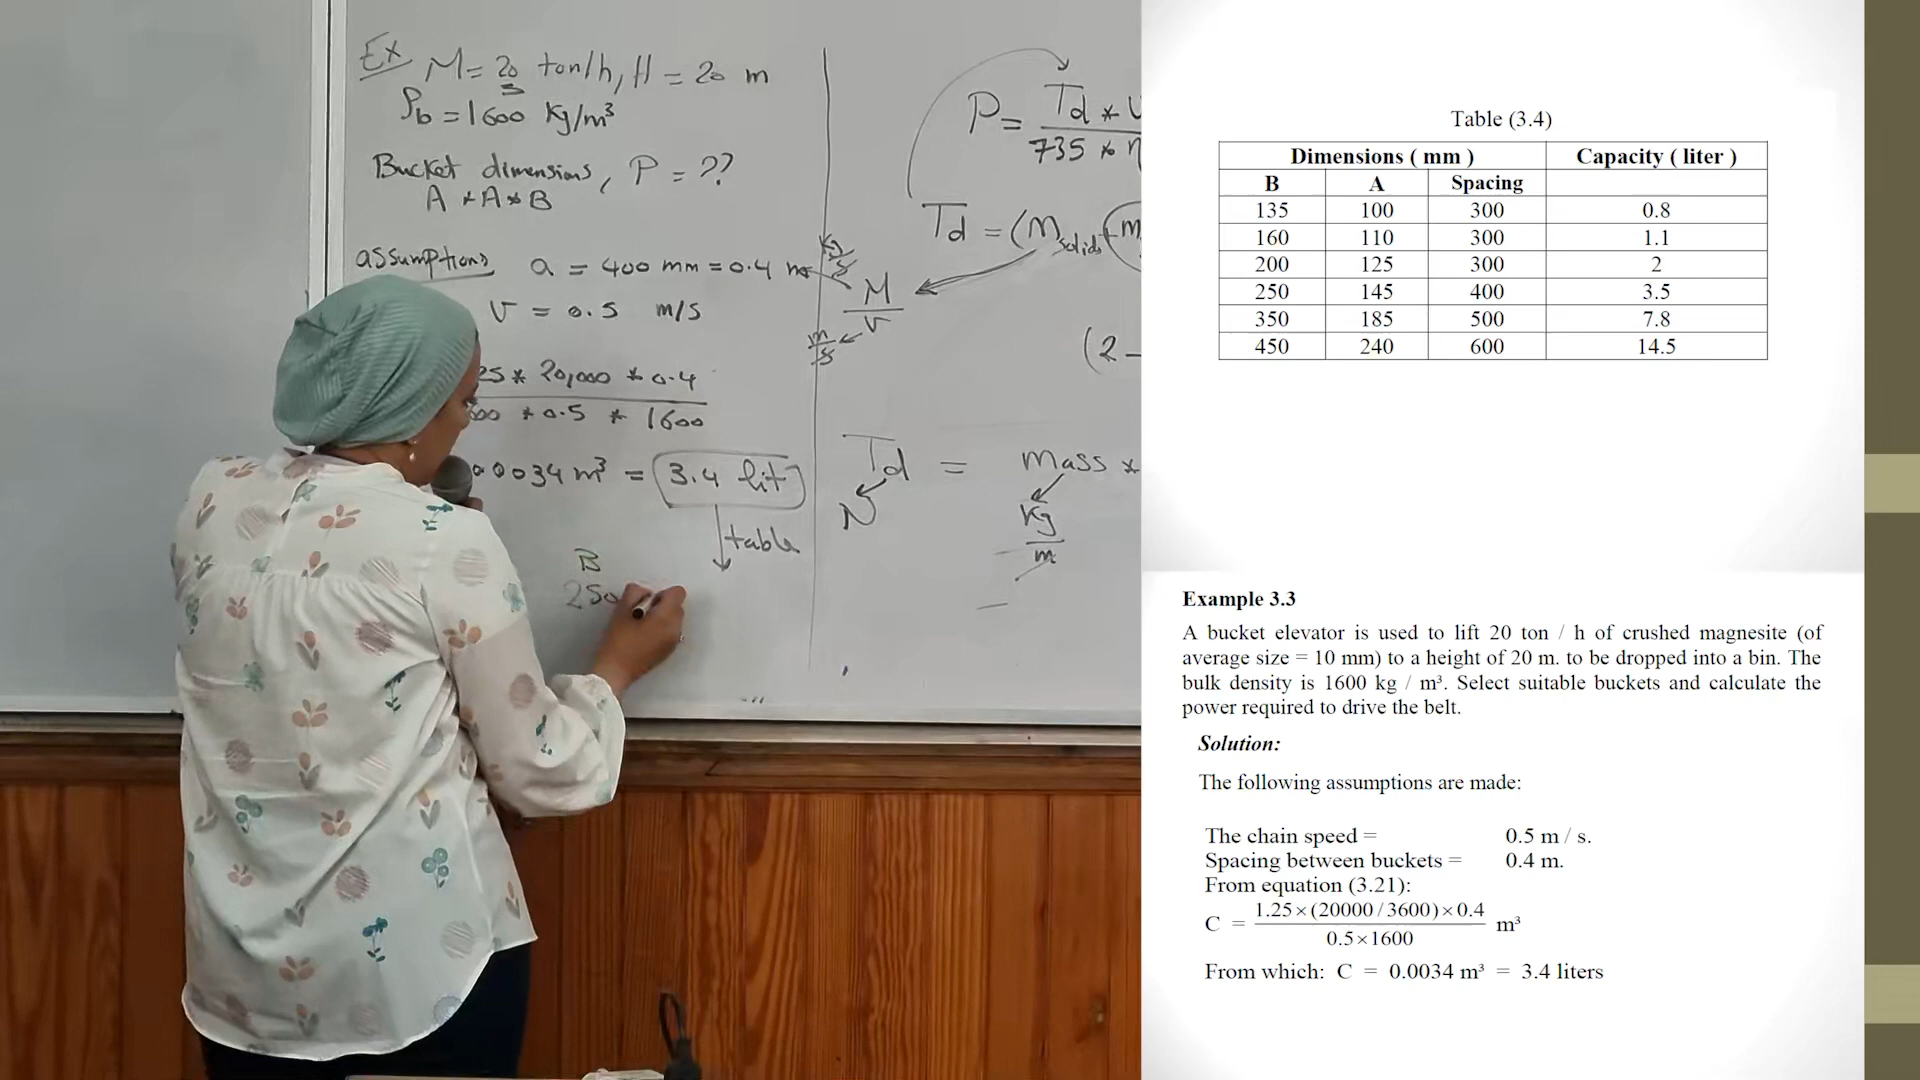 Ex M = 20 ton/h, H = 20 m
ρb = 1600 Kg/m³
Bucket dimensions, P = ??
A * A * B
assumptions a = 400 mm = 0.4 m
v = 0.5 m/s
25 * 20,000 * 0.4
* 0.5 * 1600
0034 m³ = 3.4 lit
table
B
250
P = Td *
735 *
Td = (m solids + m
Kg/s
M
v
m/s
(2 -
Td = mass *
N
Kg
m
Table (3.4)
Dimensions ( mm ) Capacity ( liter )
B A Spacing
135 100 300 0.8
160 110 300 1.1
200 125 300 2
250 145 400 3.5
350 185 500 7.8
450 240 600 14.5
Example 3.3
A bucket elevator is used to lift 20 ton / h of crushed magnesite (of
average size = 10 mm) to a height of 20 m. to be dropped into a bin. The
bulk density is 1600 kg / m³. Select suitable buckets and calculate the
power required to drive the belt.
Solution:
The following assumptions are made:
The chain speed = 0.5 m / s.
Spacing between buckets = 0.4 m.
From equation (3.21):
C = 1.25×(20000/3600)×0.4 m³
0.5×1600
From which: C = 0.0034 m³ = 3.4 liters